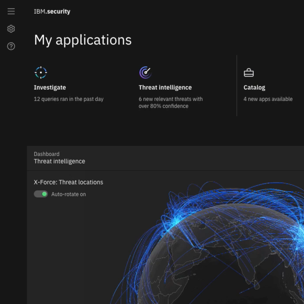 IBM.security
My applications
Investigate
12 queries ran in the past day
Threat intelligence
6 new relevant threats with
over 80% confidence
Catalog
4 new apps available
Dashboard
Threat intelligence
X-Force: Threat locations
Auto-rotate on